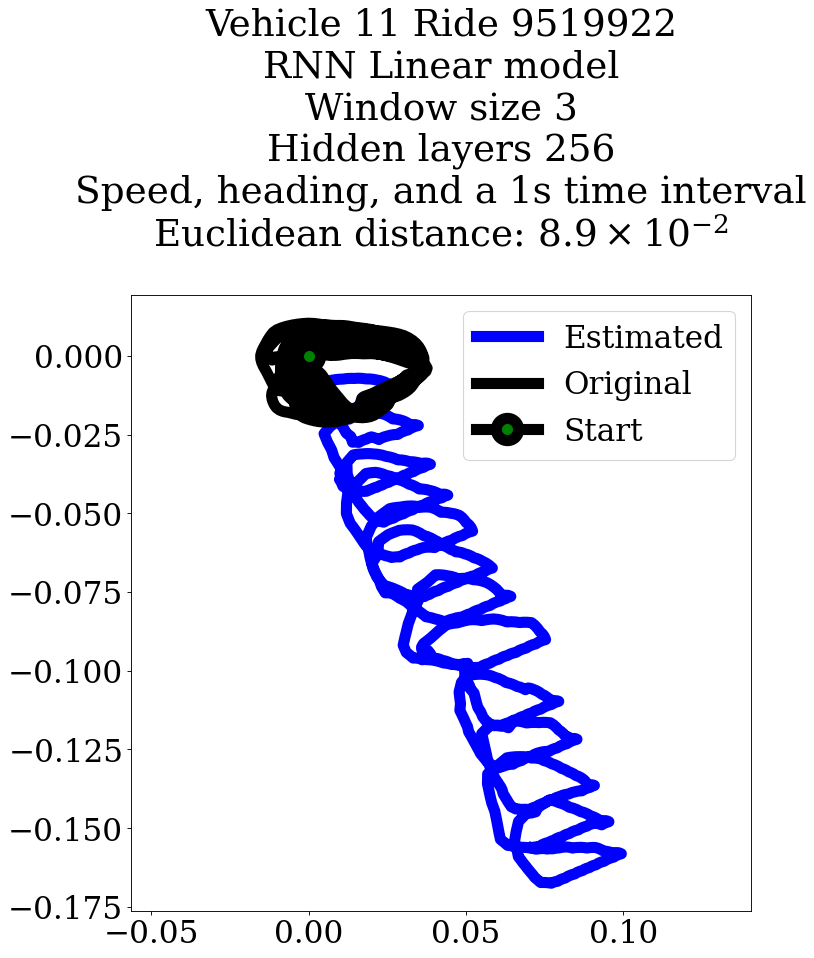 Vehicle 11 Ride 9519922
RNN Linear model
Window size 3
Hidden layers 256
Speed, heading, and a 1s time interval
Euclidean distance: 8.9 × 10⁻²
Estimated
Original
Start
0.000
−0.025
−0.050
−0.075
−0.100
−0.125
−0.150
−0.175
−0.05
0.00
0.05
0.10